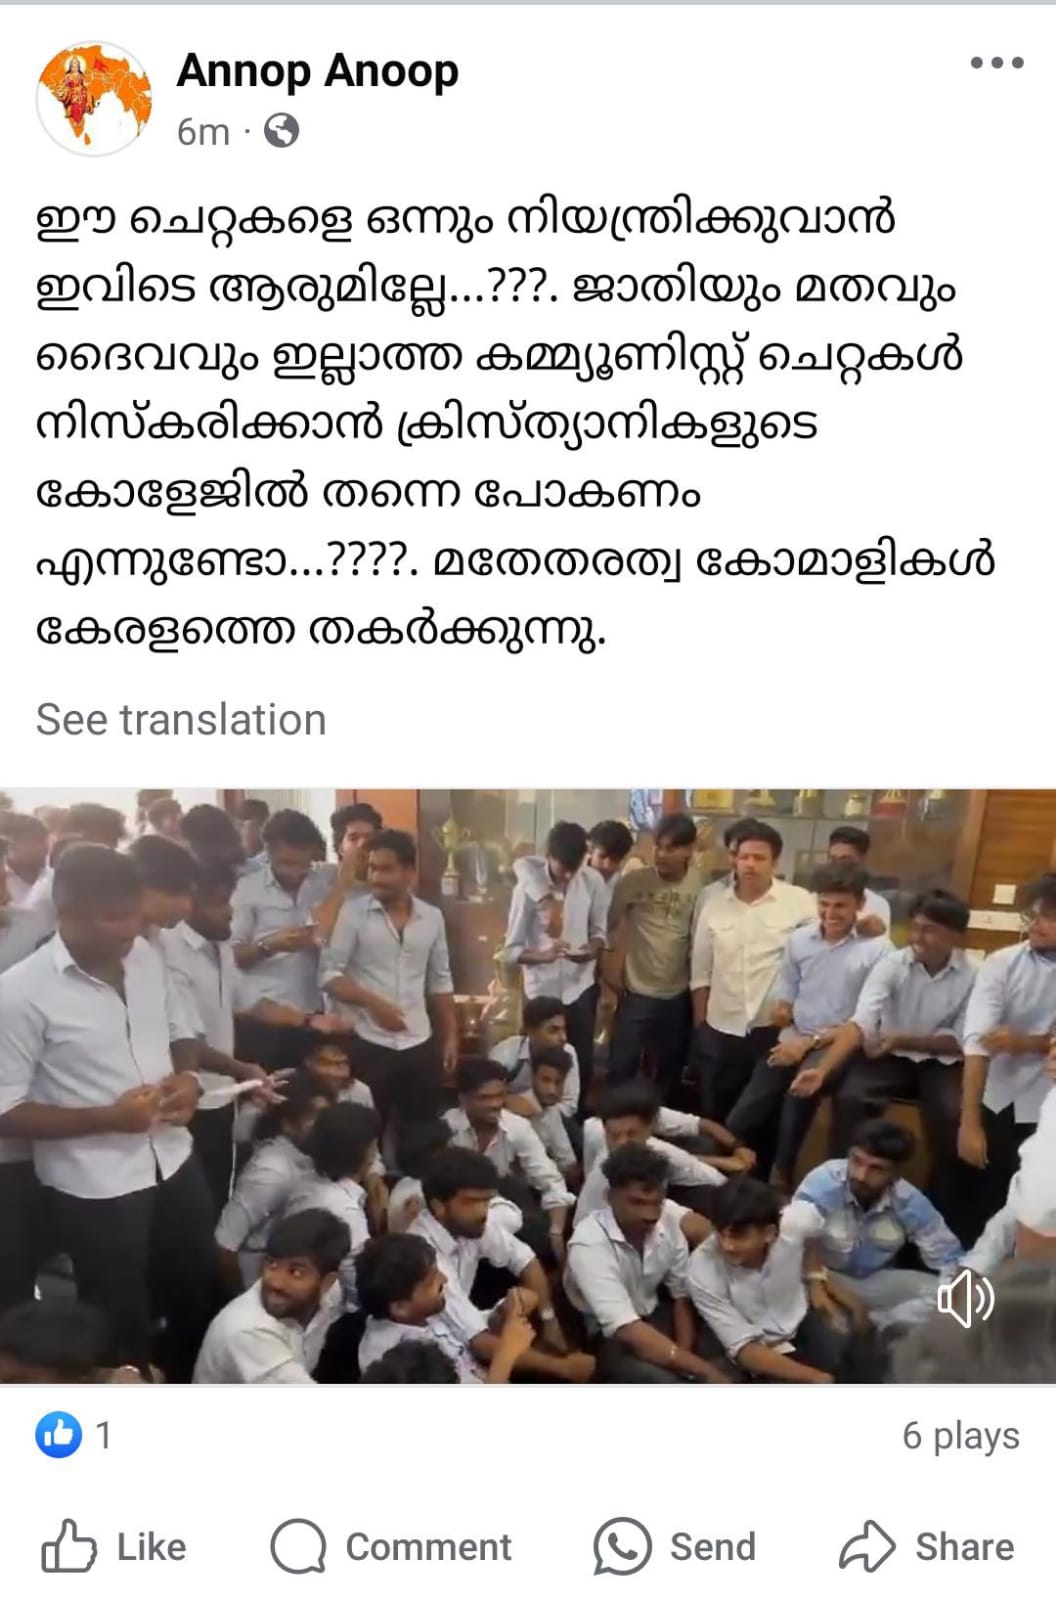 Annop Anoop
6m ·
ഈ ചെറ്റകളെ ഒന്നും നിയന്ത്രിക്കുവാൻ
ഇവിടെ ആരുമില്ലേ...???. ജാതിയും മതവും
ദൈവവും ഇല്ലാത്ത കമ്മ്യൂണിസ്റ്റ് ചെറ്റകൾ
നിസ്കരിക്കാൻ ക്രിസ്ത്യാനികളുടെ
കോളേജിൽ തന്നെ പോകണം
എന്നുണ്ടോ...????. മതേതരത്വ കോമാളികൾ
കേരളത്തെ തകർക്കുന്നു.
See translation
1
6 plays
Like
Comment
Send
Share